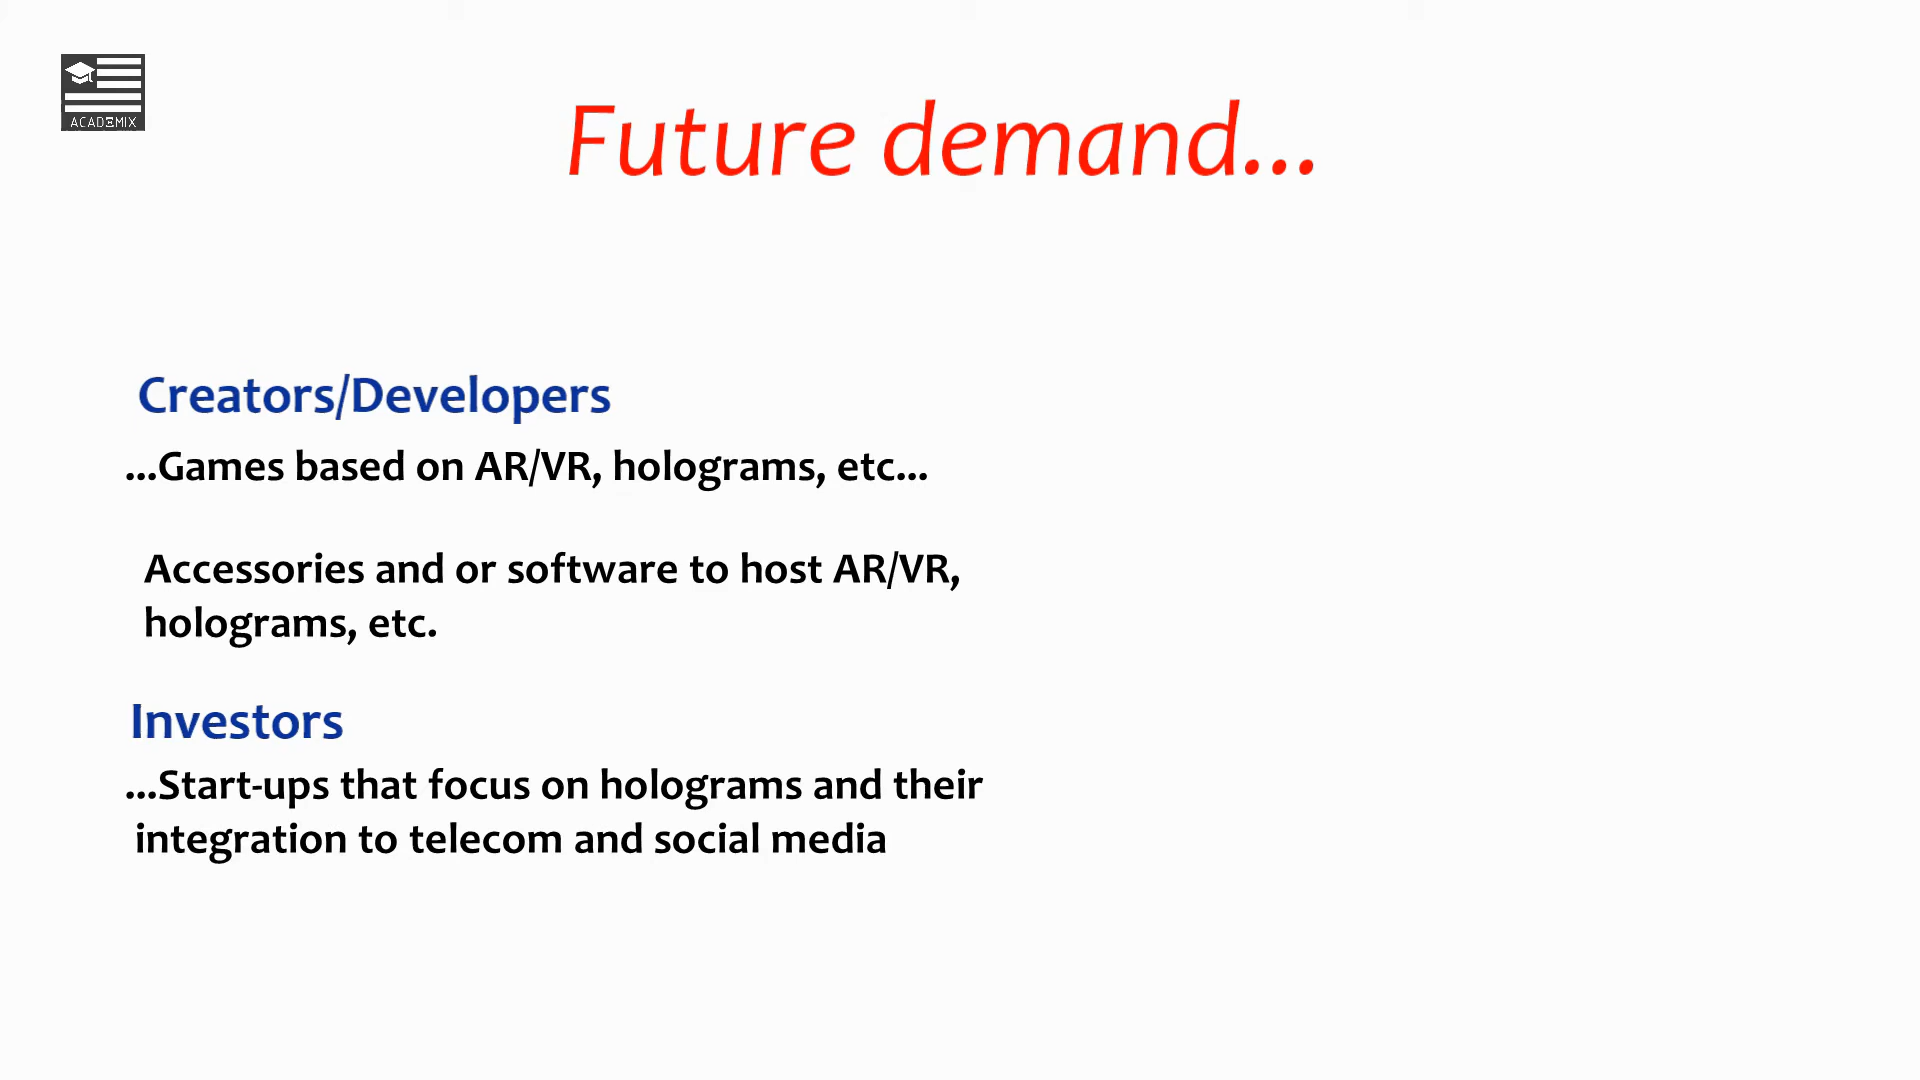 ACADEMIX
Future demand...
Creators/Developers
...Games based on AR/VR, holograms, etc...
Accessories and or software to host AR/VR,
holograms, etc.
Investors
...Start-ups that focus on holograms and their
integration to telecom and social media